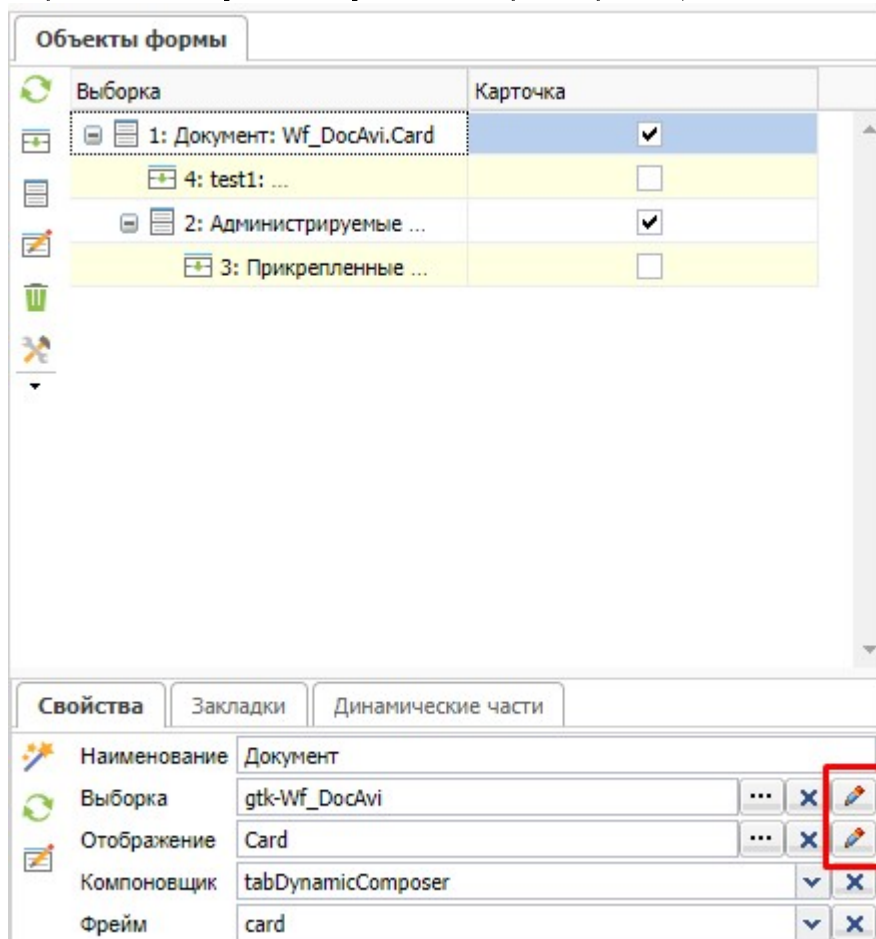 Объекты формы
Выборка Карточка
1: Документ: Wf_DocAvi.Card
4: test1: ...
2: Администрируемые ...
3: Прикрепленные ...
Свойства Закладки Динамические части
Наименование Документ
Выборка gtk-Wf_DocAvi
Отображение Card
Компоновщик tabDynamicComposer
Фрейм card